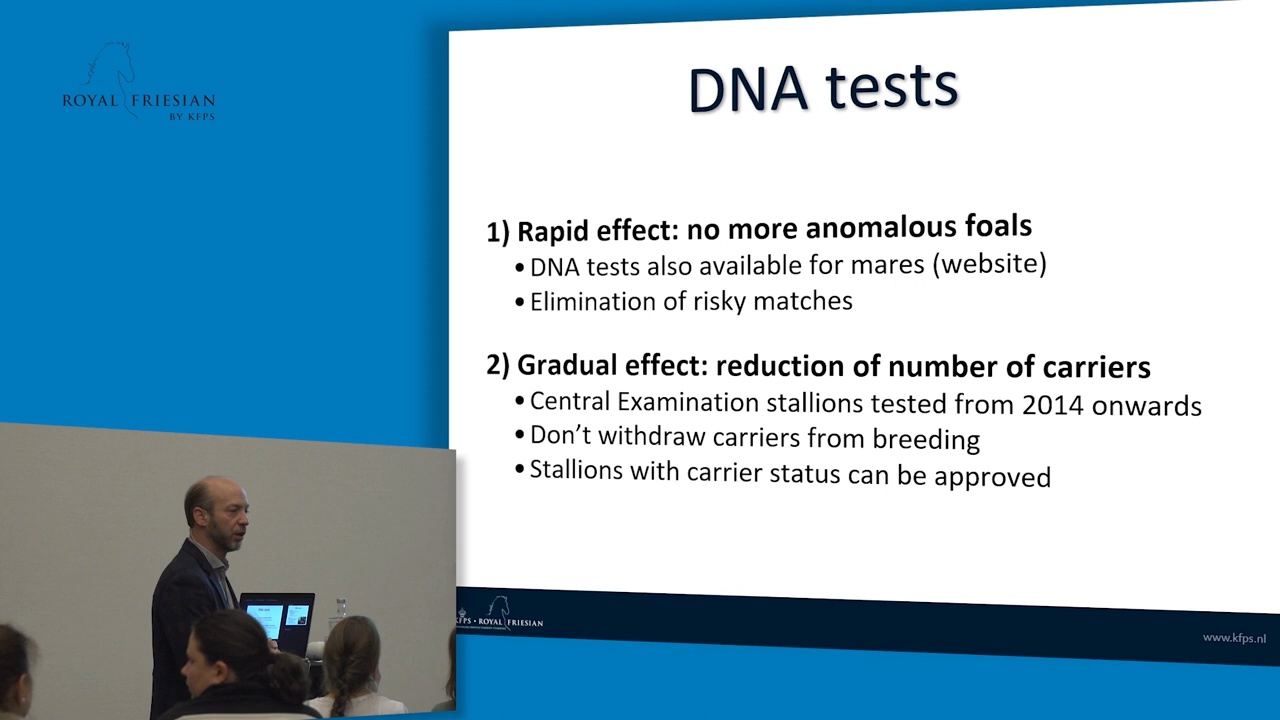 ROYAL FRIESIAN
BY KFPS
DNA tests
1) Rapid effect: no more anomalous foals
• DNA tests also available for mares (website)
• Elimination of risky matches
2) Gradual effect: reduction of number of carriers
• Central Examination stallions tested from 2014 onwards
• Don't withdraw carriers from breeding
• Stallions with carrier status can be approved
KFPS • ROYAL FRIESIAN
www.kfps.nl